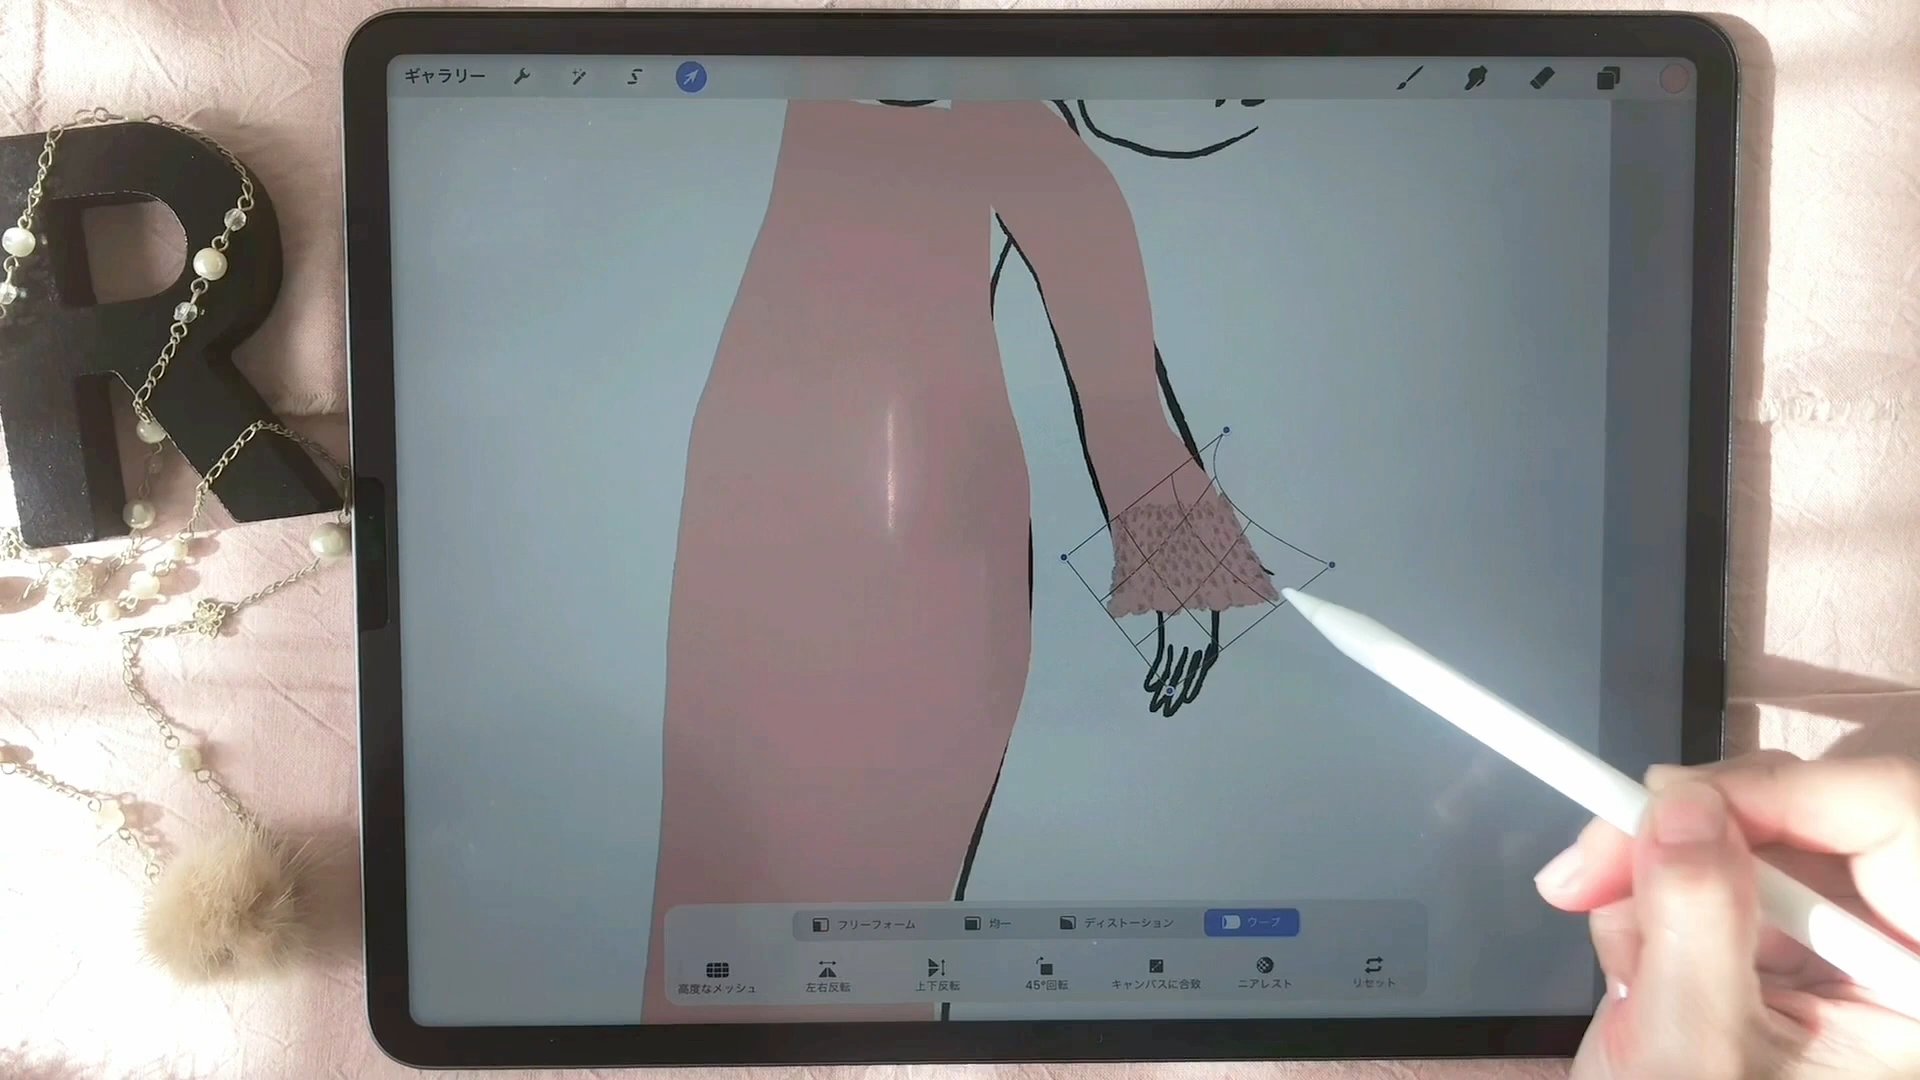 ギャラリー
フリーフォーム 均一 ディストーション ワープ
高度なメッシュ 左右反転 上下反転 45°回転 キャンバスに合致 ニアレスト リセット
R